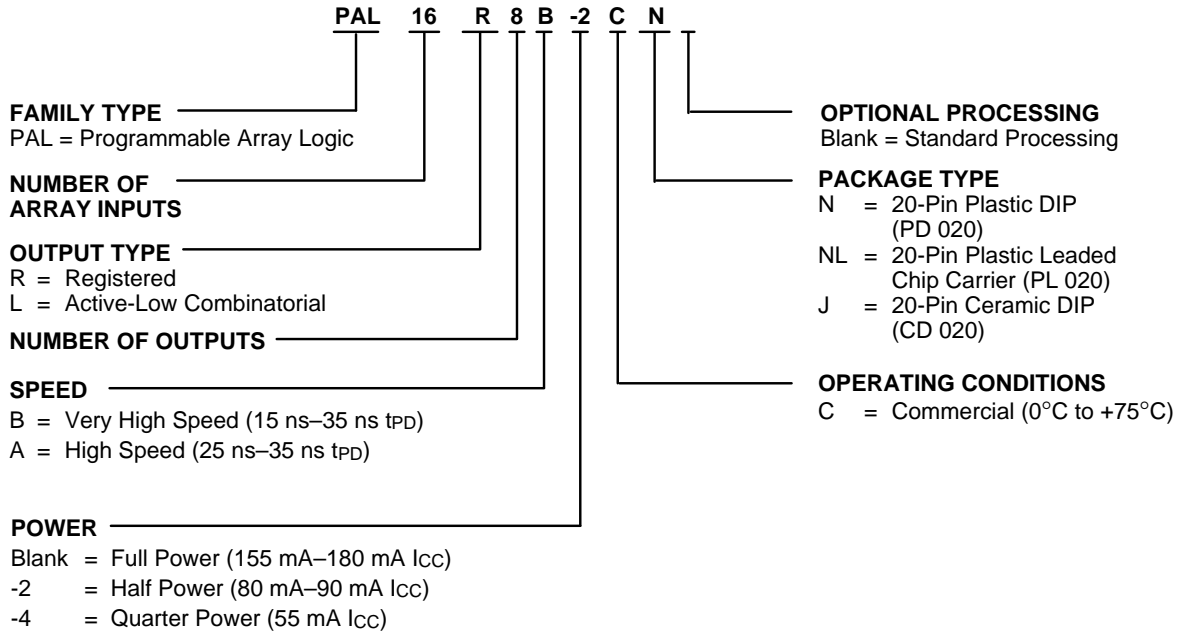 PAL 16 R 8 B -2 C N
FAMILY TYPE
PAL = Programmable Array Logic
NUMBER OF
ARRAY INPUTS
OUTPUT TYPE
R = Registered
L = Active-Low Combinatorial
NUMBER OF OUTPUTS
SPEED
B = Very High Speed (15 ns–35 ns tPD)
A = High Speed (25 ns–35 ns tPD)
POWER
Blank = Full Power (155 mA–180 mA ICC)
-2 = Half Power (80 mA–90 mA ICC)
-4 = Quarter Power (55 mA ICC)
OPTIONAL PROCESSING
Blank = Standard Processing
PACKAGE TYPE
N = 20-Pin Plastic DIP
(PD 020)
NL = 20-Pin Plastic Leaded
Chip Carrier (PL 020)
J = 20-Pin Ceramic DIP
(CD 020)
OPERATING CONDITIONS
C = Commercial (0°C to +75°C)